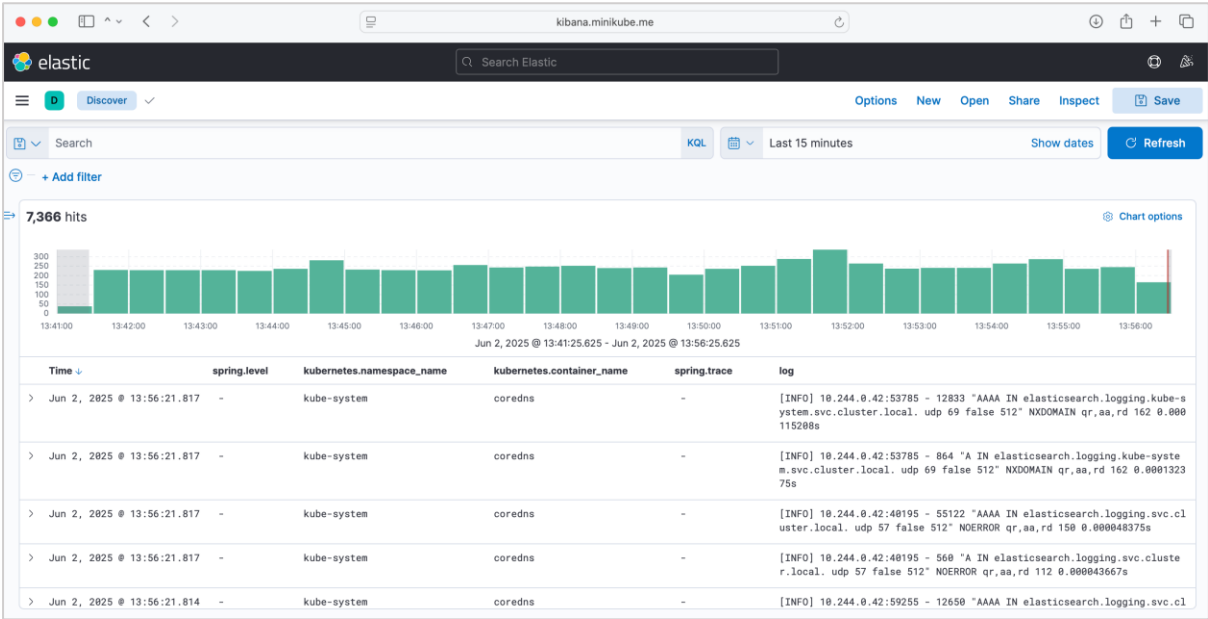 kibana.minikube.me
elastic
Search Elastic
D
Discover
Options New Open Share Inspect Save
Search
KQL
Last 15 minutes
Show dates
Refresh
+ Add filter
7,366 hits
Chart options
300
250
200
150
100
50
0
13:41:00 13:42:00 13:43:00 13:44:00 13:45:00 13:46:00 13:47:00 13:48:00 13:49:00 13:50:00 13:51:00 13:52:00 13:53:00 13:54:00 13:55:00 13:56:00
Jun 2, 2025 @ 13:41:25.625 - Jun 2, 2025 @ 13:56:25.625
Time ↓ spring.level kubernetes.namespace_name kubernetes.container_name spring.trace log
Jun 2, 2025 @ 13:56:21.817 - kube-system coredns - [INFO] 10.244.0.42:53785 - 12833 "AAAA IN elasticsearch.logging.kube-s
ystem.svc.cluster.local. udp 69 false 512" NXDOMAIN qr,aa,rd 162 0.000
115208s
Jun 2, 2025 @ 13:56:21.817 - kube-system coredns - [INFO] 10.244.0.42:53785 - 864 "A IN elasticsearch.logging.kube-syste
m.svc.cluster.local. udp 69 false 512" NXDOMAIN qr,aa,rd 162 0.0001323
75s
Jun 2, 2025 @ 13:56:21.817 - kube-system coredns - [INFO] 10.244.0.42:40195 - 55122 "AAAA IN elasticsearch.logging.svc.cl
uster.local. udp 57 false 512" NOERROR qr,aa,rd 150 0.000048375s
Jun 2, 2025 @ 13:56:21.817 - kube-system coredns - [INFO] 10.244.0.42:40195 - 560 "A IN elasticsearch.logging.svc.cluste
r.local. udp 57 false 512" NOERROR qr,aa,rd 112 0.000043667s
Jun 2, 2025 @ 13:56:21.814 - kube-system coredns - [INFO] 10.244.0.42:59255 - 12650 "AAAA IN elasticsearch.logging.svc.cl